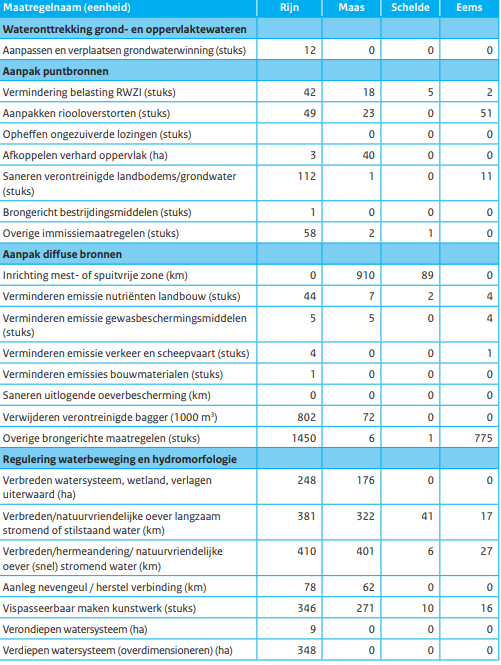 Maatregelnaam (eenheid) Rijn Maas Schelde Eems
Wateronttrekking grond- en oppervlaktewateren
Aanpassen en verplaatsen grondwaterwinning (stuks) 12 0 0 0
Aanpak puntbronnen
Vermindering belasting RWZI (stuks) 42 18 5 2
Aanpakken riooloverstorten (stuks) 49 23 0 51
Opheffen ongezuiverde lozingen (stuks) 0 0 0
Afkoppelen verhard oppervlak (ha) 3 40 0 0
Saneren verontreinigde landbodems/grondwater 112 1 0 11
(stuks)
Brongericht bestrijdingsmiddelen (stuks) 1 0 0 0
Overige immissiemaatregelen (stuks) 58 2 1 0
Aanpak diffuse bronnen
Inrichting mest- of spuitvrije zone (km) 0 910 89 0
Verminderen emissie nutriënten landbouw (stuks) 44 7 2 4
Verminderen emissie gewasbeschermingsmiddelen 5 5 0 4
(stuks)
Verminderen emissie verkeer en scheepvaart (stuks) 4 0 0 1
Verminderen emissies bouwmaterialen (stuks) 1 0 0 0
Saneren uitlogende oeverbescherming (km) 0 0 0 0
Verwijderen verontreinigde bagger (1000 m³) 802 72 0 0
Overige brongerichte maatregelen (stuks) 1450 6 1 775
Regulering waterbeweging en hydromorfologie
Verbreden watersysteem, wetland, verlagen 248 176 0 0
uiterwaard (ha)
Verbreden/natuurvriendelijke oever langzaam 381 322 41 17
stromend of stilstaand water (km)
Verbreden/hermeandering/ natuurvriendelijke 410 401 6 27
oever (snel) stromend water (km)
Aanleg nevengeul / herstel verbinding (km) 78 62 0 0
Vispasseerbaar maken kunstwerk (stuks) 346 271 10 16
Verondiepen watersysteem (ha) 9 0 0 0
Verdiepen watersysteem (overdimensioneren) (ha) 348 0 0 0